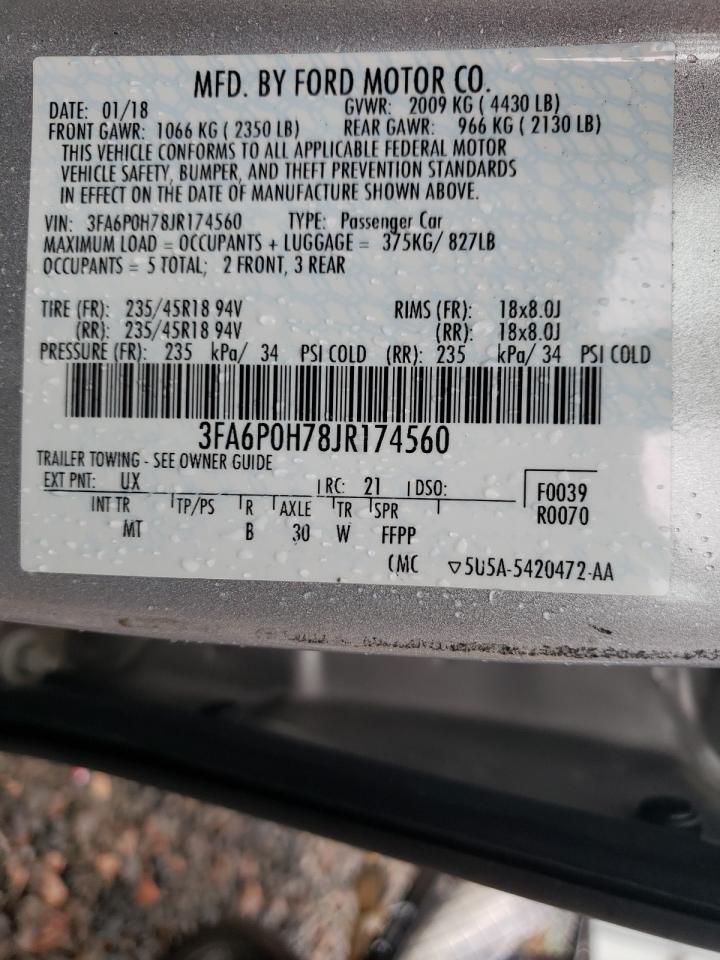 MFD. BY FORD MOTOR CO.
DATE: 01/18 GVWR: 2009 KG ( 4430 LB)
FRONT GAWR: 1066 KG ( 2350 LB) REAR GAWR: 966 KG ( 2130 LB)
THIS VEHICLE CONFORMS TO ALL APPLICABLE FEDERAL MOTOR
VEHICLE SAFETY, BUMPER, AND THEFT PREVENTION STANDARDS
IN EFFECT ON THE DATE OF MANUFACTURE SHOWN ABOVE.
VIN: 3FA6P0H78JR174560 TYPE: Passenger Car
MAXIMUM LOAD = OCCUPANTS + LUGGAGE = 375KG/ 827LB
OCCUPANTS = 5 TOTAL; 2 FRONT, 3 REAR
TIRE (FR): 235/45R18 94V RIMS (FR): 18x8.0J
(RR): 235/45R18 94V (RR): 18x8.0J
PRESSURE (FR): 235 kPa/ 34 PSI COLD (RR): 235 kPa/ 34 PSI COLD
3FA6P0H78JR174560
TRAILER TOWING - SEE OWNER GUIDE
EXT PNT: UX RC: 21 DSO: F0039
INT TR TP/PS R AXLE TR SPR R0070
MT B 30 W FFPP
CMC ▽5U5A-5420472-AA